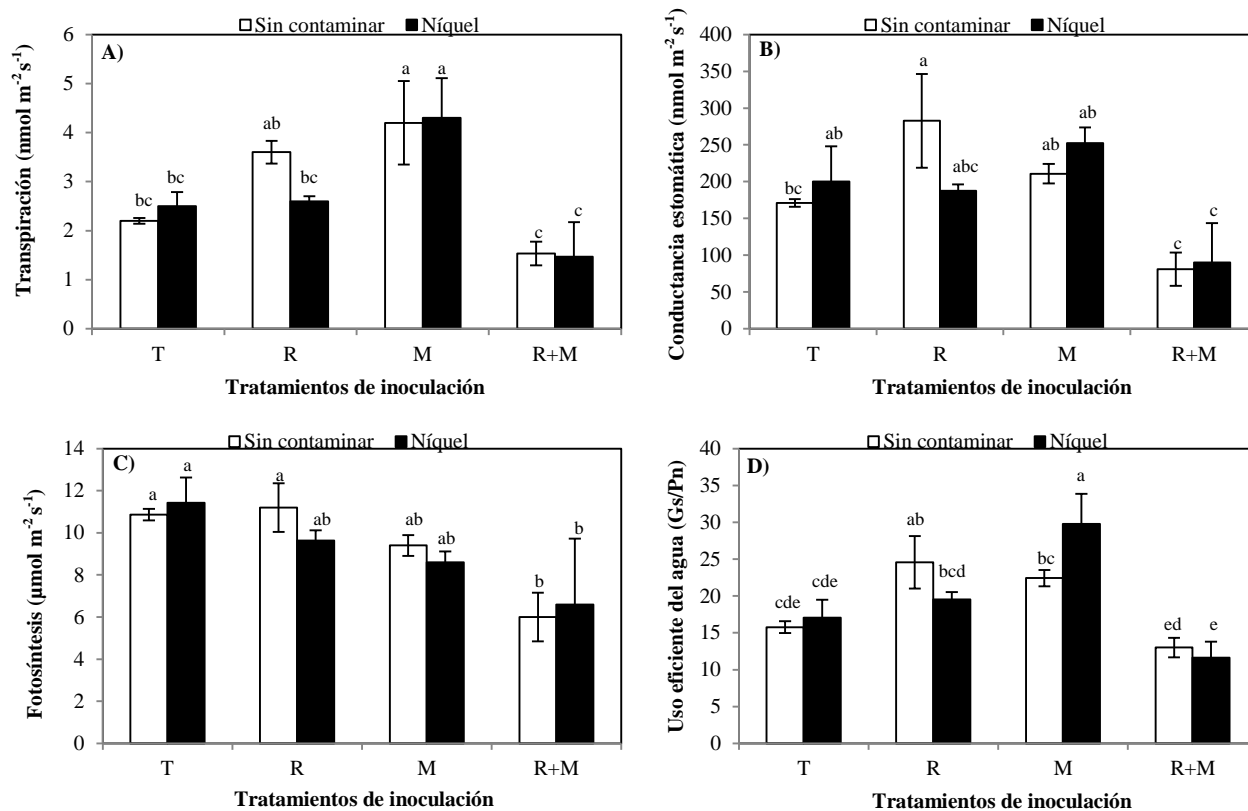 Sin contaminar Níquel
A)
Transpiración (nmol m-2 s-1)
6
5
4
3
2
1
0
bc bc ab bc a a c c
T R M R+M
Tratamientos de inoculación
Sin contaminar Níquel
B)
Conductancia estomática (nmol m-2 s-1)
400
350
300
250
200
150
100
50
0
bc ab a abc ab ab c c
T R M R+M
Tratamientos de inoculación
Sin contaminar Níquel
C)
Fotosíntesis (µmol m-2 s-1)
14
12
10
8
6
4
2
0
a a a ab ab ab b b
T R M R+M
Tratamientos de inoculación
Sin contaminar Níquel
D)
Uso eficiente del agua (Gs/Pn)
40
35
30
25
20
15
10
5
0
cde cde ab bcd bc a ed e
T R M R+M
Tratamientos de inoculación